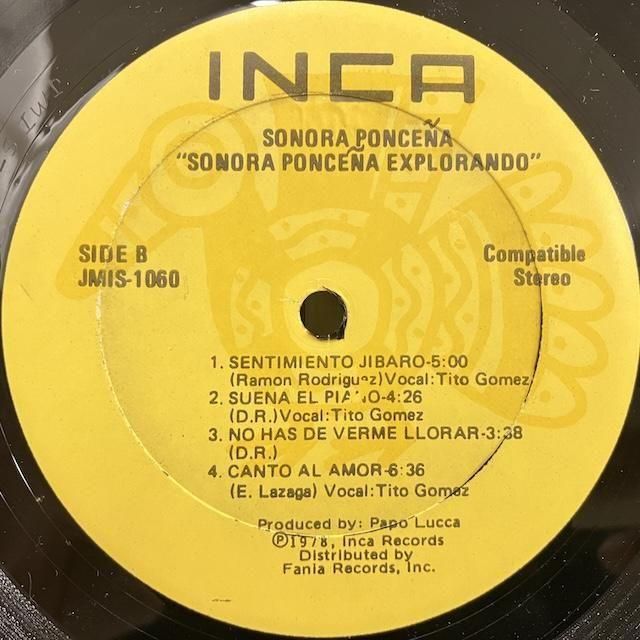 INCA
SONORA PONCEÑA
"SONORA PONCEÑA EXPLORANDO"
SIDE B
JMIS-1060
Compatible
Stereo
1. SENTIMIENTO JIBARO-5:00
(Ramon Rodriguez) Vocal: Tito Gomez
2. SUENA EL PIANO-4:26
(D.R.) Vocal: Tito Gomez
3. NO HAS DE VERME LLORAR-3:38
(D.R.)
4. CANTO AL AMOR-6:36
(E. Lazaga) Vocal: Tito Gomez
Produced by: Papo Lucca
Ⓟ1978, Inca Records
Distributed by
Fania Records, Inc.